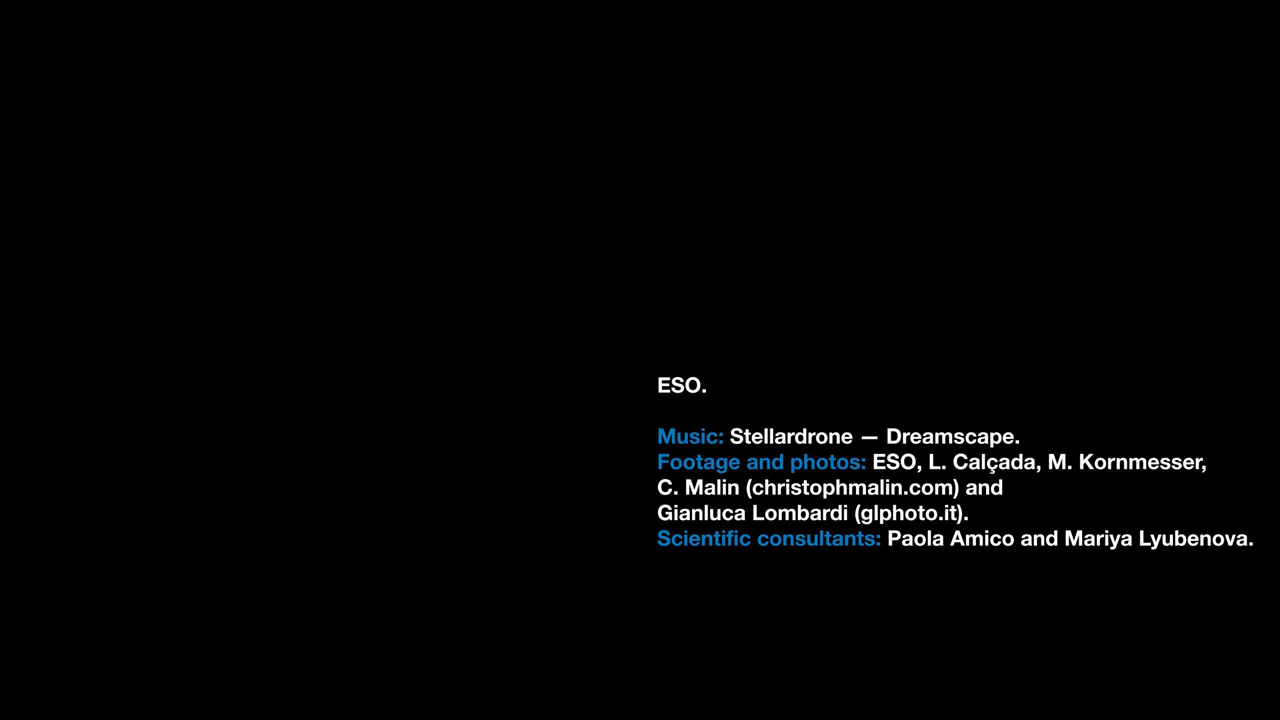 ESO.
Music: Stellardrone — Dreamscape.
Footage and photos: ESO, L. Calçada, M. Kornmesser,
C. Malin (christophmalin.com) and
Gianluca Lombardi (glphoto.it).
Scientific consultants: Paola Amico and Mariya Lyubenova.